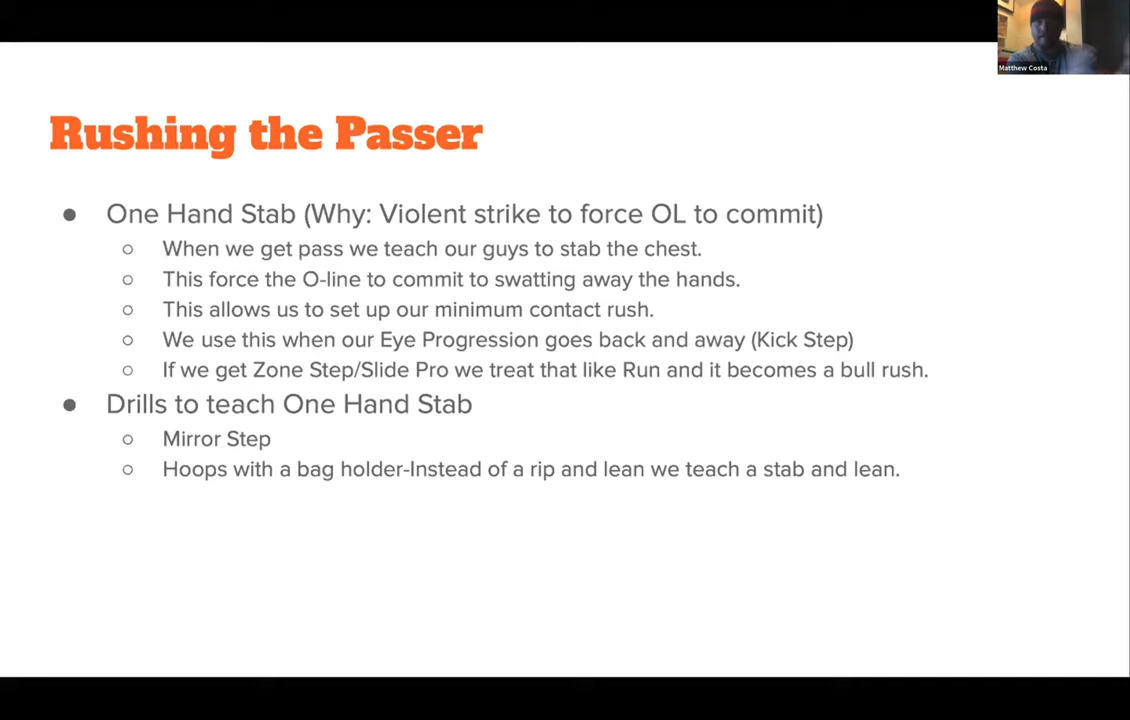 Matthew Costa
Rushing the Passer
● One Hand Stab (Why: Violent strike to force OL to commit)
○ When we get pass we teach our guys to stab the chest.
○ This force the O-line to commit to swatting away the hands.
○ This allows us to set up our minimum contact rush.
○ We use this when our Eye Progression goes back and away (Kick Step)
○ If we get Zone Step/Slide Pro we treat that like Run and it becomes a bull rush.
● Drills to teach One Hand Stab
○ Mirror Step
○ Hoops with a bag holder-Instead of a rip and lean we teach a stab and lean.